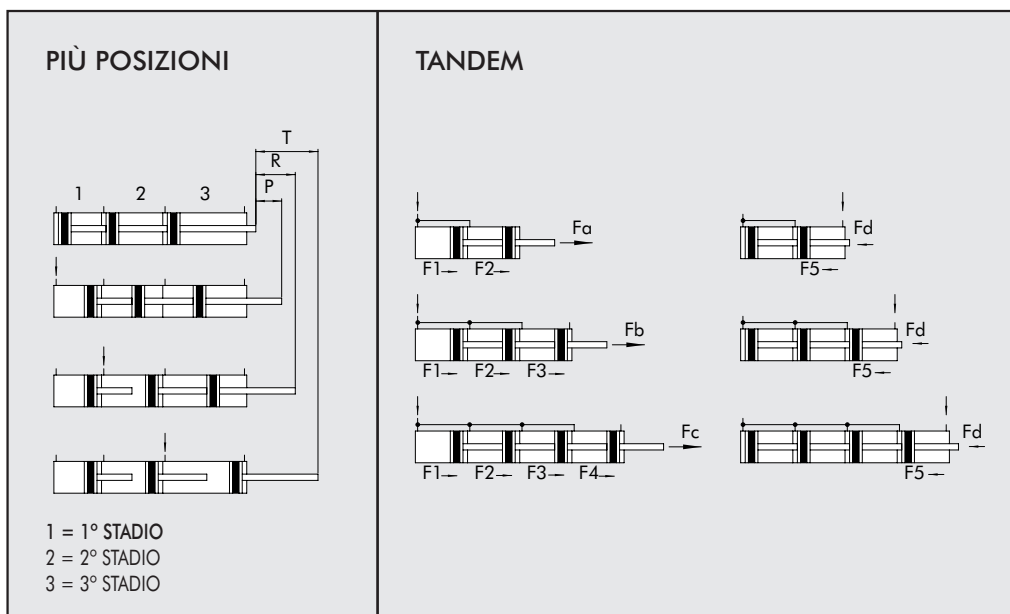 PIÙ POSIZIONI
T
R
P
1 2 3
1 = 1° STADIO
2 = 2° STADIO
3 = 3° STADIO
TANDEM
Fa
F1 F2
Fd
F5
Fb
F1 F2 F3
Fd
F5
Fc
F1 F2 F3 F4
Fd
F5